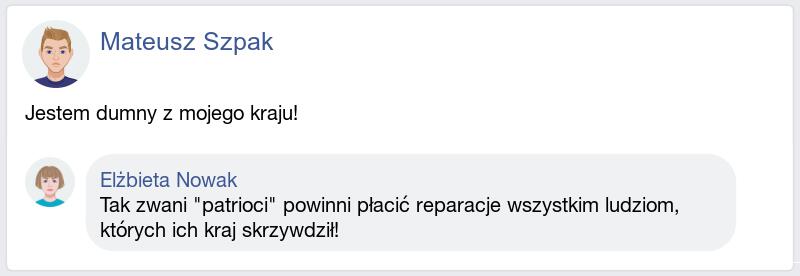 Mateusz Szpak
Jestem dumny z mojego kraju!
Elżbieta Nowak
Tak zwani "patrioci" powinni płacić reparacje wszystkim ludziom,
których ich kraj skrzywdził!